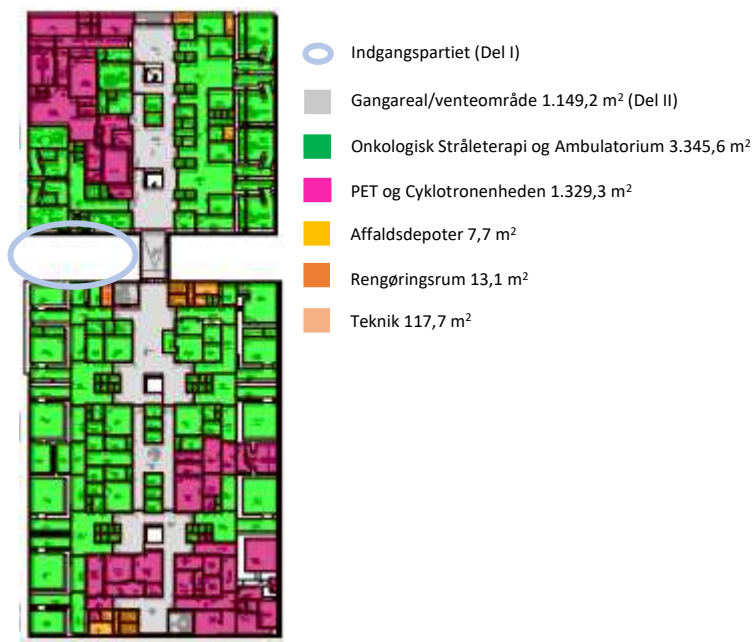 Indgangspartiet (Del I)
Gangareal/venteområde 1.149,2 m² (Del II)
Onkologisk Stråleterapi og Ambulatorium 3.345,6 m²
PET og Cyklotronenheden 1.329,3 m²
Affaldsdepoter 7,7 m²
Rengøringsrum 13,1 m²
Teknik 117,7 m²